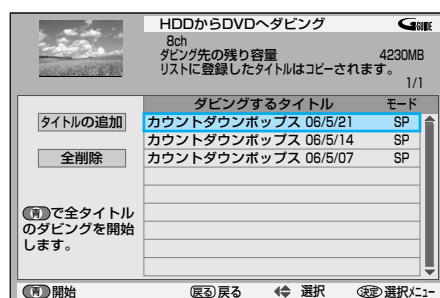 HDDからDVDへダビング
G GUIDE
8ch
ダビング先の残り容量 4230MB
リストに登録したタイトルはコピーされます。
1/1
ダビングするタイトル モード
タイトルの追加
全削除
カウントダウンポップス 06/5/21 SP
カウントダウンポップス 06/5/14 SP
カウントダウンポップス 06/5/07 SP
青で全タイトル
のダビングを開始
します。
青 開始 戻る 戻る 選択 決定 選択メニュー